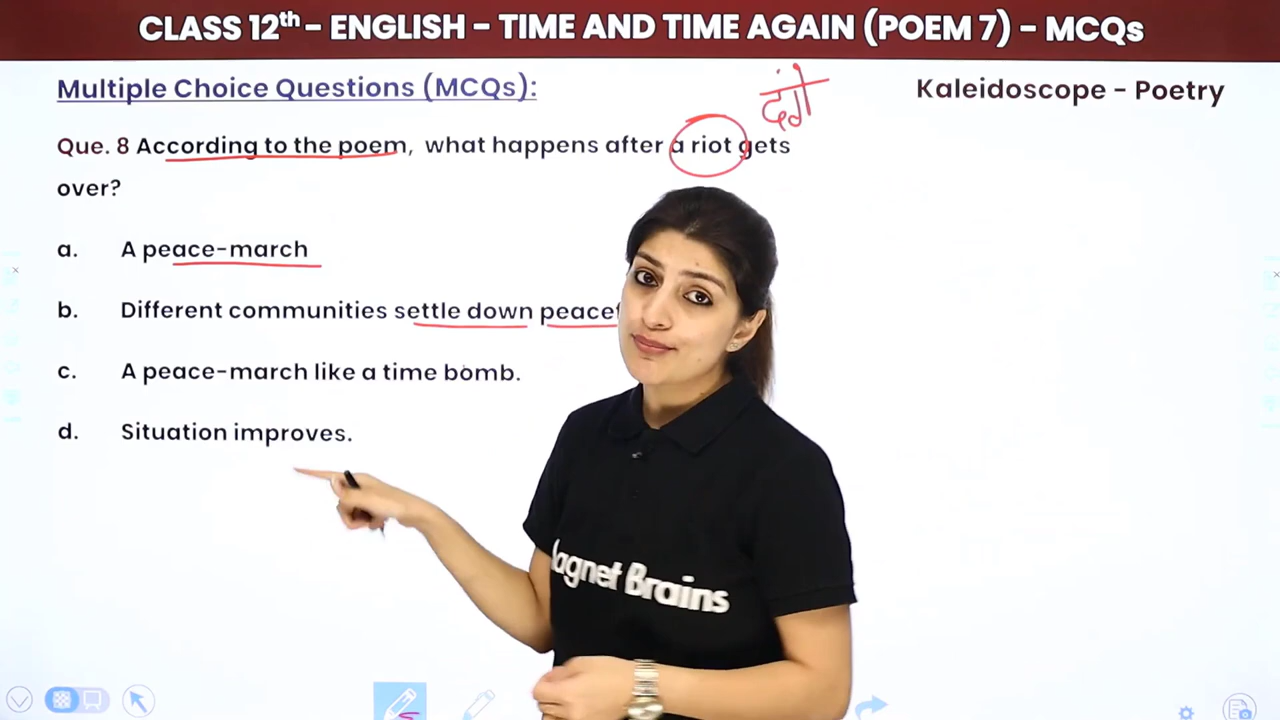 CLASS 12th – ENGLISH – TIME AND TIME AGAIN (POEM 7) – MCQs
Multiple Choice Questions (MCQs):
Kaleidoscope – Poetry
दंगे
Que. 8 According to the poem, what happens after a riot gets
over?
a. A peace-march
b. Different communities settle down
c. A peace-march like a time bomb.
d. Situation improves.
Brains